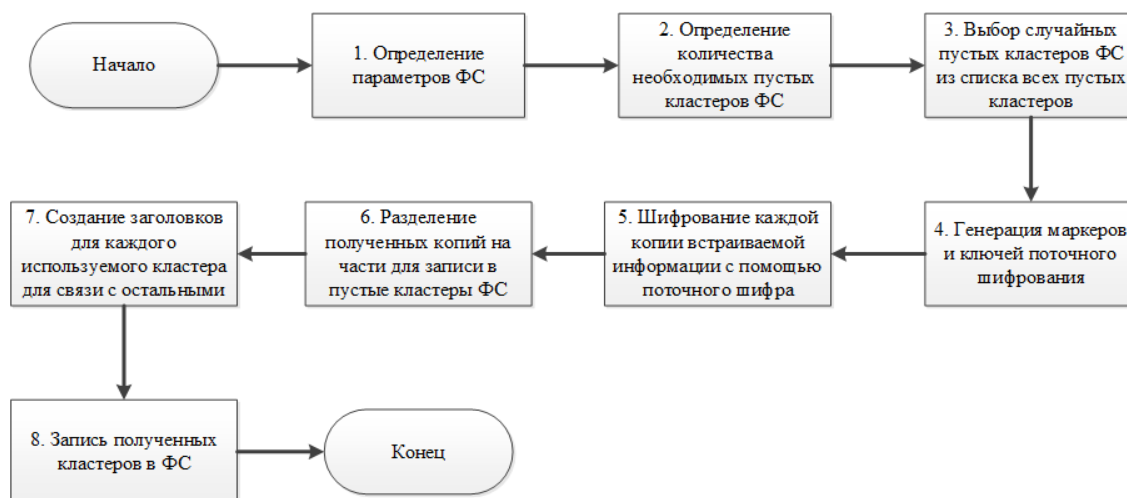 Начало
1. Определение
параметров ФС
2. Определение
количества
необходимых пустых
кластеров ФС
3. Выбор случайных
пустых кластеров ФС
из списка всех пустых
кластеров
4. Генерация маркеров
и ключей поточного
шифрования
5. Шифрование каждой
копии встраиваемой
информации с помощью
поточного шифра
6. Разделение
полученных копий на
части для записи в
пустые кластеры ФС
7. Создание заголовков
для каждого
используемого кластера
для связи с остальными
8. Запись полученных
кластеров в ФС
Конец